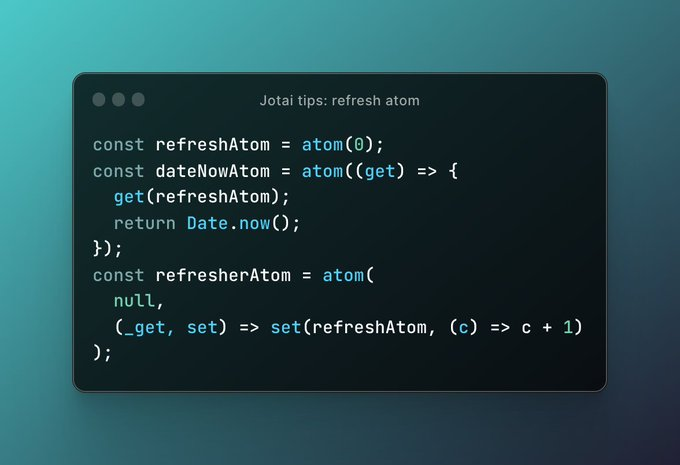 Jotai tips: refresh atom
const refreshAtom = atom(0);
const dateNowAtom = atom((get) => {
  get(refreshAtom);
  return Date.now();
});
const refresherAtom = atom(
  null,
  (_get, set) => set(refreshAtom, (c) => c + 1)
);